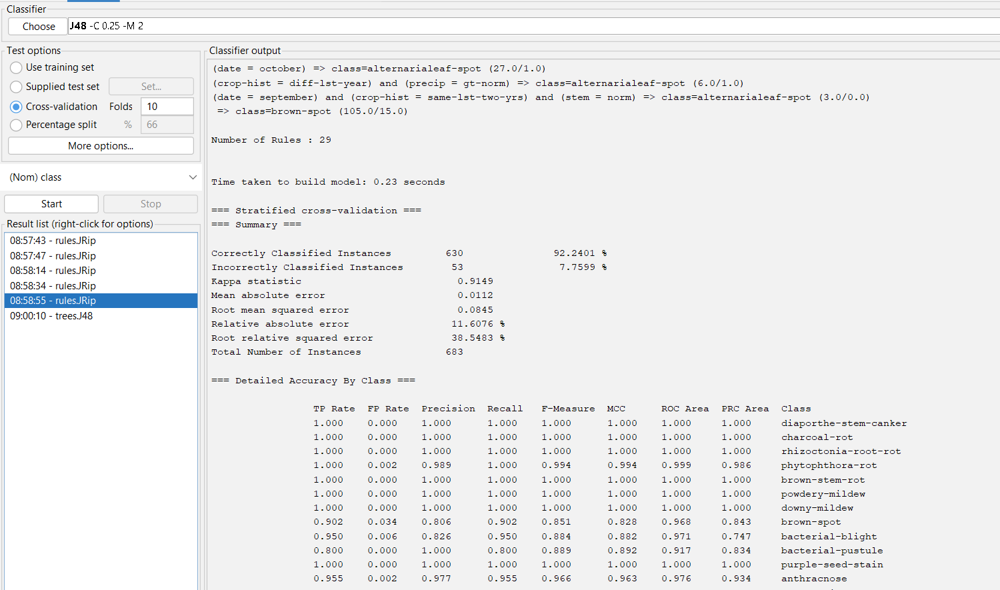 Classifier
Choose J48 -C 0.25 -M 2
Test options
Use training set
Supplied test set Set...
Cross-validation Folds 10
Percentage split % 66
More options...
(Nom) class
Start Stop
Result list (right-click for options)
08:57:43 - rules.JRip
08:57:47 - rules.JRip
08:58:14 - rules.JRip
08:58:34 - rules.JRip
08:58:55 - rules.JRip
09:00:10 - trees.J48
Classifier output
(date = october) => class=alternarialeaf-spot (27.0/1.0)
(crop-hist = diff-lst-year) and (precip = gt-norm) => class=alternarialeaf-spot (6.0/1.0)
(date = september) and (crop-hist = same-lst-two-yrs) and (stem = norm) => class=alternarialeaf-spot (3.0/0.0)
=> class=brown-spot (105.0/15.0)
Number of Rules : 29
Time taken to build model: 0.23 seconds
=== Stratified cross-validation ===
=== Summary ===
Correctly Classified Instances 630 92.2401 %
Incorrectly Classified Instances 53 7.7599 %
Kappa statistic 0.9149
Mean absolute error 0.0112
Root mean squared error 0.0845
Relative absolute error 11.6076 %
Root relative squared error 38.5483 %
Total Number of Instances 683
=== Detailed Accuracy By Class ===
TP Rate FP Rate Precision Recall F-Measure MCC ROC Area PRC Area Class
1.000 0.000 1.000 1.000 1.000 1.000 1.000 1.000 diaporthe-stem-canker
1.000 0.000 1.000 1.000 1.000 1.000 1.000 1.000 charcoal-rot
1.000 0.000 1.000 1.000 1.000 1.000 1.000 1.000 rhizoctonia-root-rot
1.000 0.002 0.989 1.000 0.994 0.994 0.999 0.986 phytophthora-rot
1.000 0.000 1.000 1.000 1.000 1.000 1.000 1.000 brown-stem-rot
1.000 0.000 1.000 1.000 1.000 1.000 1.000 1.000 powdery-mildew
1.000 0.000 1.000 1.000 1.000 1.000 1.000 1.000 downy-mildew
0.902 0.034 0.806 0.902 0.851 0.828 0.968 0.843 brown-spot
0.950 0.006 0.826 0.950 0.884 0.882 0.971 0.747 bacterial-blight
0.800 0.000 1.000 0.800 0.889 0.892 0.917 0.834 bacterial-pustule
1.000 0.000 1.000 1.000 1.000 1.000 1.000 1.000 purple-seed-stain
0.955 0.002 0.977 0.955 0.966 0.963 0.976 0.934 anthracnose